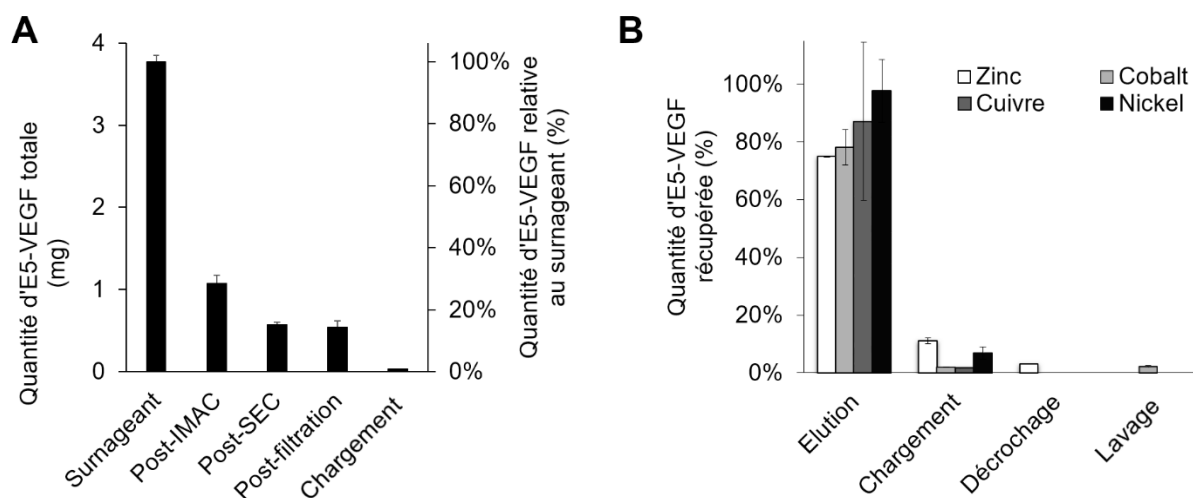 A
Quantité d'E5-VEGF totale
(mg)
4
3
2
1
0
100%
80%
60%
40%
20%
0%
Quantité d'E5-VEGF relative
au surnageant (%)
Surnageant
Post-IMAC
Post-SEC
Post-filtration
Chargement
B
Quantité d'E5-VEGF
récupérée (%)
100%
80%
60%
40%
20%
0%
Zinc
Cobalt
Cuivre
Nickel
Elution
Chargement
Décrochage
Lavage